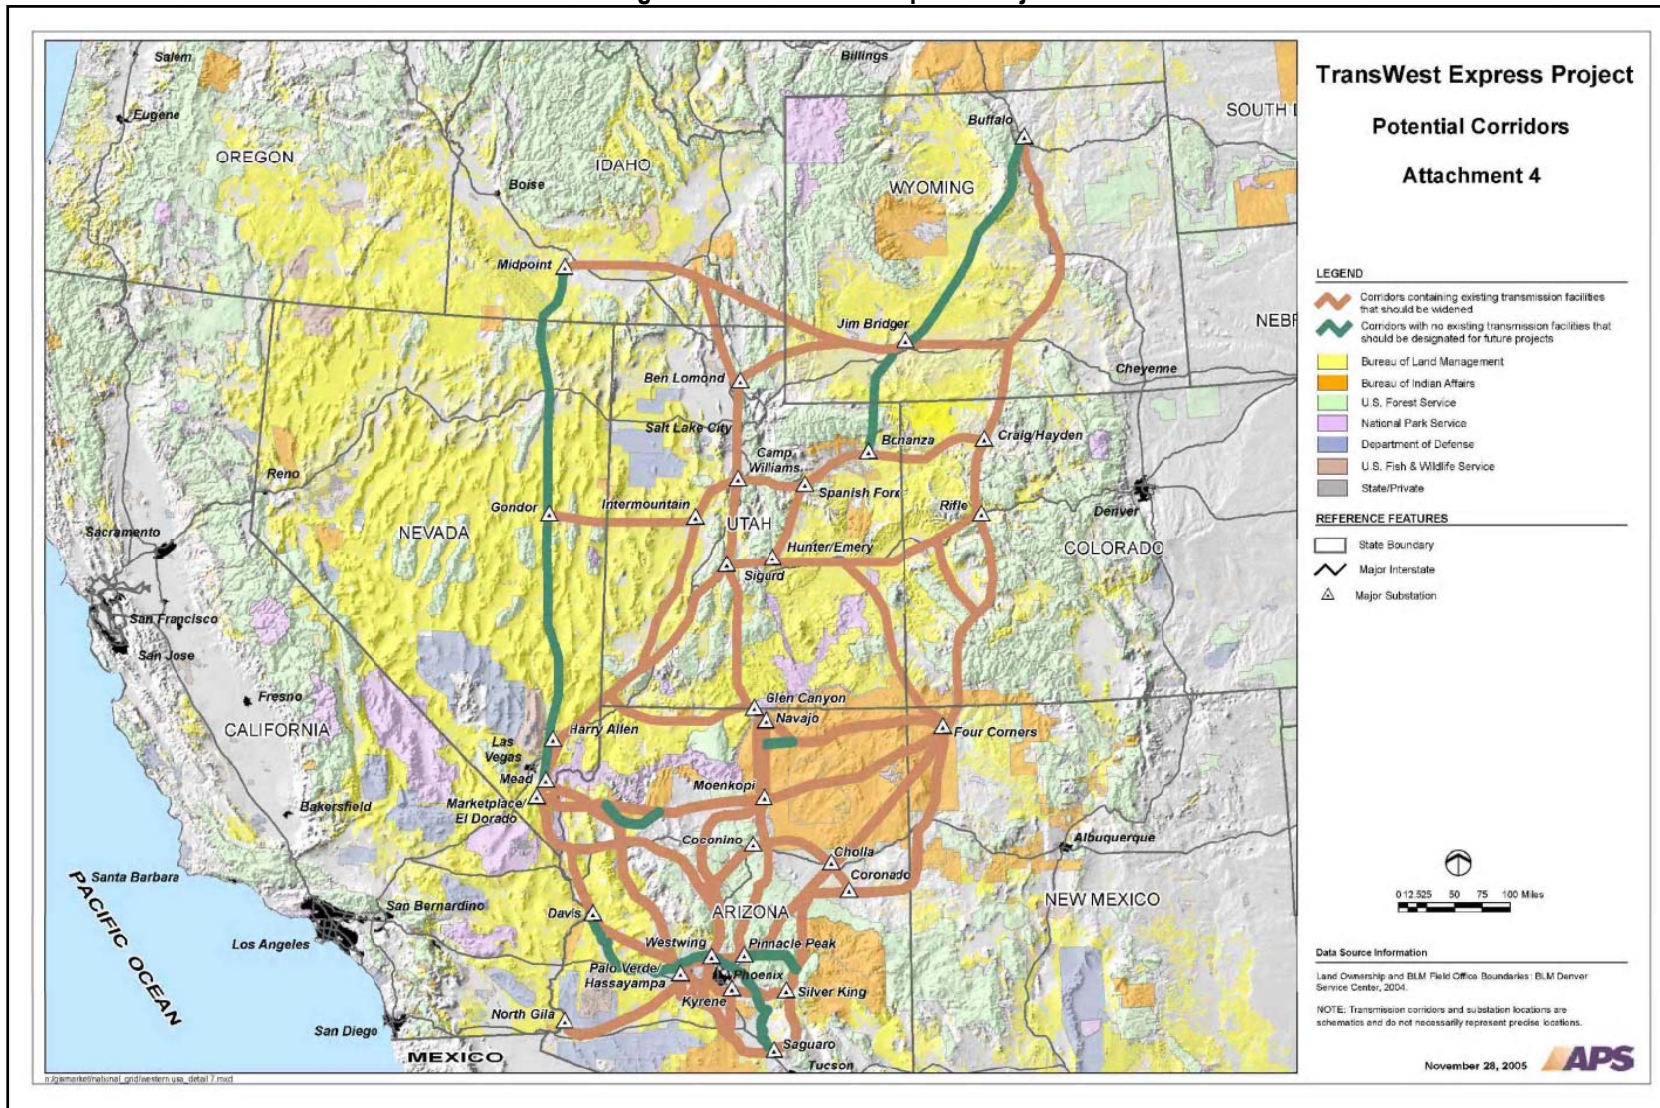 Salem
Billings
Eugene
OREGON
Boise
IDAHO
Buffalo
WYOMING
Midpoint
Jim Bridger
Ben Lomond
Cheyenne
Salt Lake City
Camp
Williams
Bonanza
Craig/Hayden
Spanish Fork
Reno
Gondor
Intermountain
UTAH
Rifle
Denver
Sacramento
NEVADA
Hunter/Emery
COLORADO
Sigurd
San Francisco
San Jose
Fresno
CALIFORNIA
Glen Canyon
Navajo
Harry Allen
Four Corners
Las
Vegas
Mead
Moenkopi
Marketplace/
El Dorado
Bakersfield
Coconino
Cholla
Albuquerque
Coronado
Santa Barbara
San Bernardino
Davis
ARIZONA
NEW MEXICO
PACIFIC OCEAN
Los Angeles
Westwing
Pinnacle Peak
Palo Verde/
Hassayampa
Phoenix
Kyrene
Silver King
North Gila
San Diego
MEXICO
Saguaro
Tucson
TransWest Express Project
Potential Corridors
Attachment 4
LEGEND
Corridors containing existing transmission facilities
that should be widened
Corridors with no existing transmission facilities that
should be designated for future projects
Bureau of Land Management
Bureau of Indian Affairs
U.S. Forest Service
National Park Service
Department of Defense
U.S. Fish & Wildlife Service
State/Private
REFERENCE FEATURES
State Boundary
Major Interstate
Major Substation
0 12.5 25 50 75 100 Miles
Data Source Information
Land Ownership and BLM Field Office Boundaries: BLM Denver
Service Center, 2004.
NOTE: Transmission corridors and substation locations are
schematics and do not necessarily represent precise locations.
November 28, 2005
APS